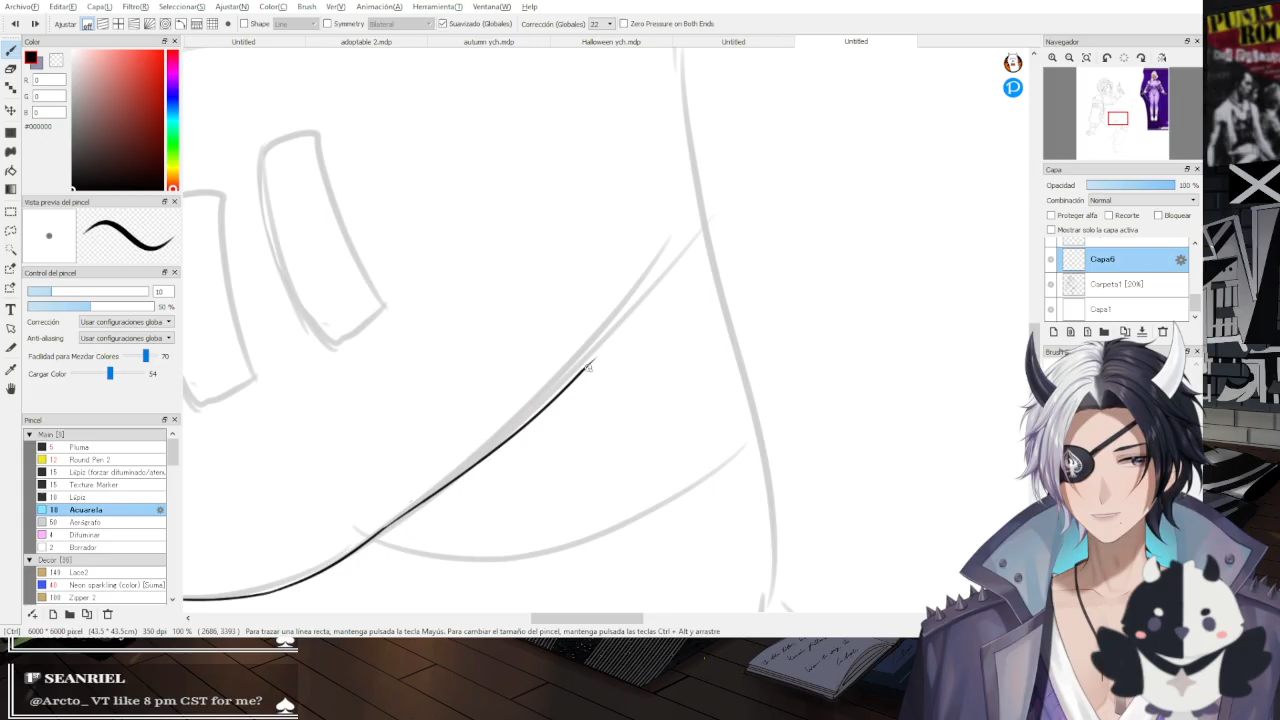 Archivo(F) Editar(E) Capa(L) Filtro(R) Seleccionar(S) Ajustar(N) Color(C) Brush Ver(V) Animación(A) Herramienta(T) Ventana(W) Help
Ajustar off Shape Line Symmetry Bilateral Suavizado (Globales) Corrección (Globales) 22 Zero Pressure on Both Ends
Untitled adoptable 2.mdp autumn ych.mdp Halloween ych.mdp Untitled Untitled
Color
R 0
G 0
B 0
#000000
Vista previa del pincel
Control del pincel
10
50 %
Corrección Usar configuraciones globa
Anti-aliasing Usar configuraciones globa
Facilidad para Mezclar Colores 70
Cargar Color 54
Pincel
5 Pluma
12 Round Pen 2
15 Lápiz (forzar difuminado/atenu
15 Texture Marker
10 Lápiz
10 Acuarela
50 Aerógrafo
4 Difuminar
2 Borrador
Decor [36]
149 Lace2
40 Neon sparkling (color) [Suma]
100 Zipper 2
Navegador
Capa
Opacidad 100 %
Combinación Normal
Proteger alfa Recorte Bloquear
Mostrar solo la capa activa
Capa6
Carpeta1 [20%]
Capa1
[Ctrl] 6000 * 6000 pixel (43.5 * 43.5cm) 350 dpi 100 % ( 2686, 3393 ) Para trazar una línea recta, mantenga pulsada la tecla Mayús. Para cambiar el tamaño del pincel, mantenga pulsadas las teclas Ctrl + Alt y arrastre
SEANRIEL
@Arcto_VT like 8 pm CST for me?